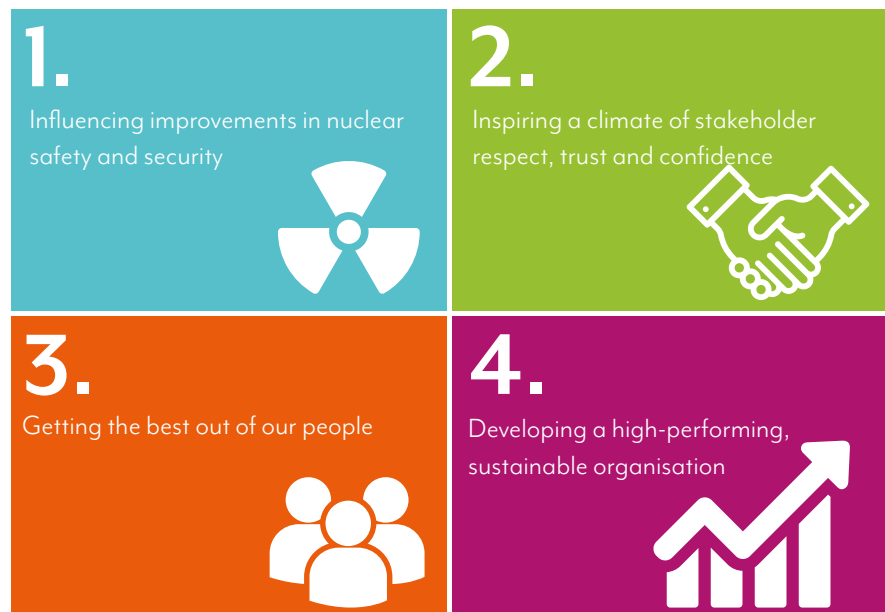 1.
Influencing improvements in nuclear
safety and security
2.
Inspiring a climate of stakeholder
respect, trust and confidence
3.
Getting the best out of our people
4.
Developing a high-performing,
sustainable organisation